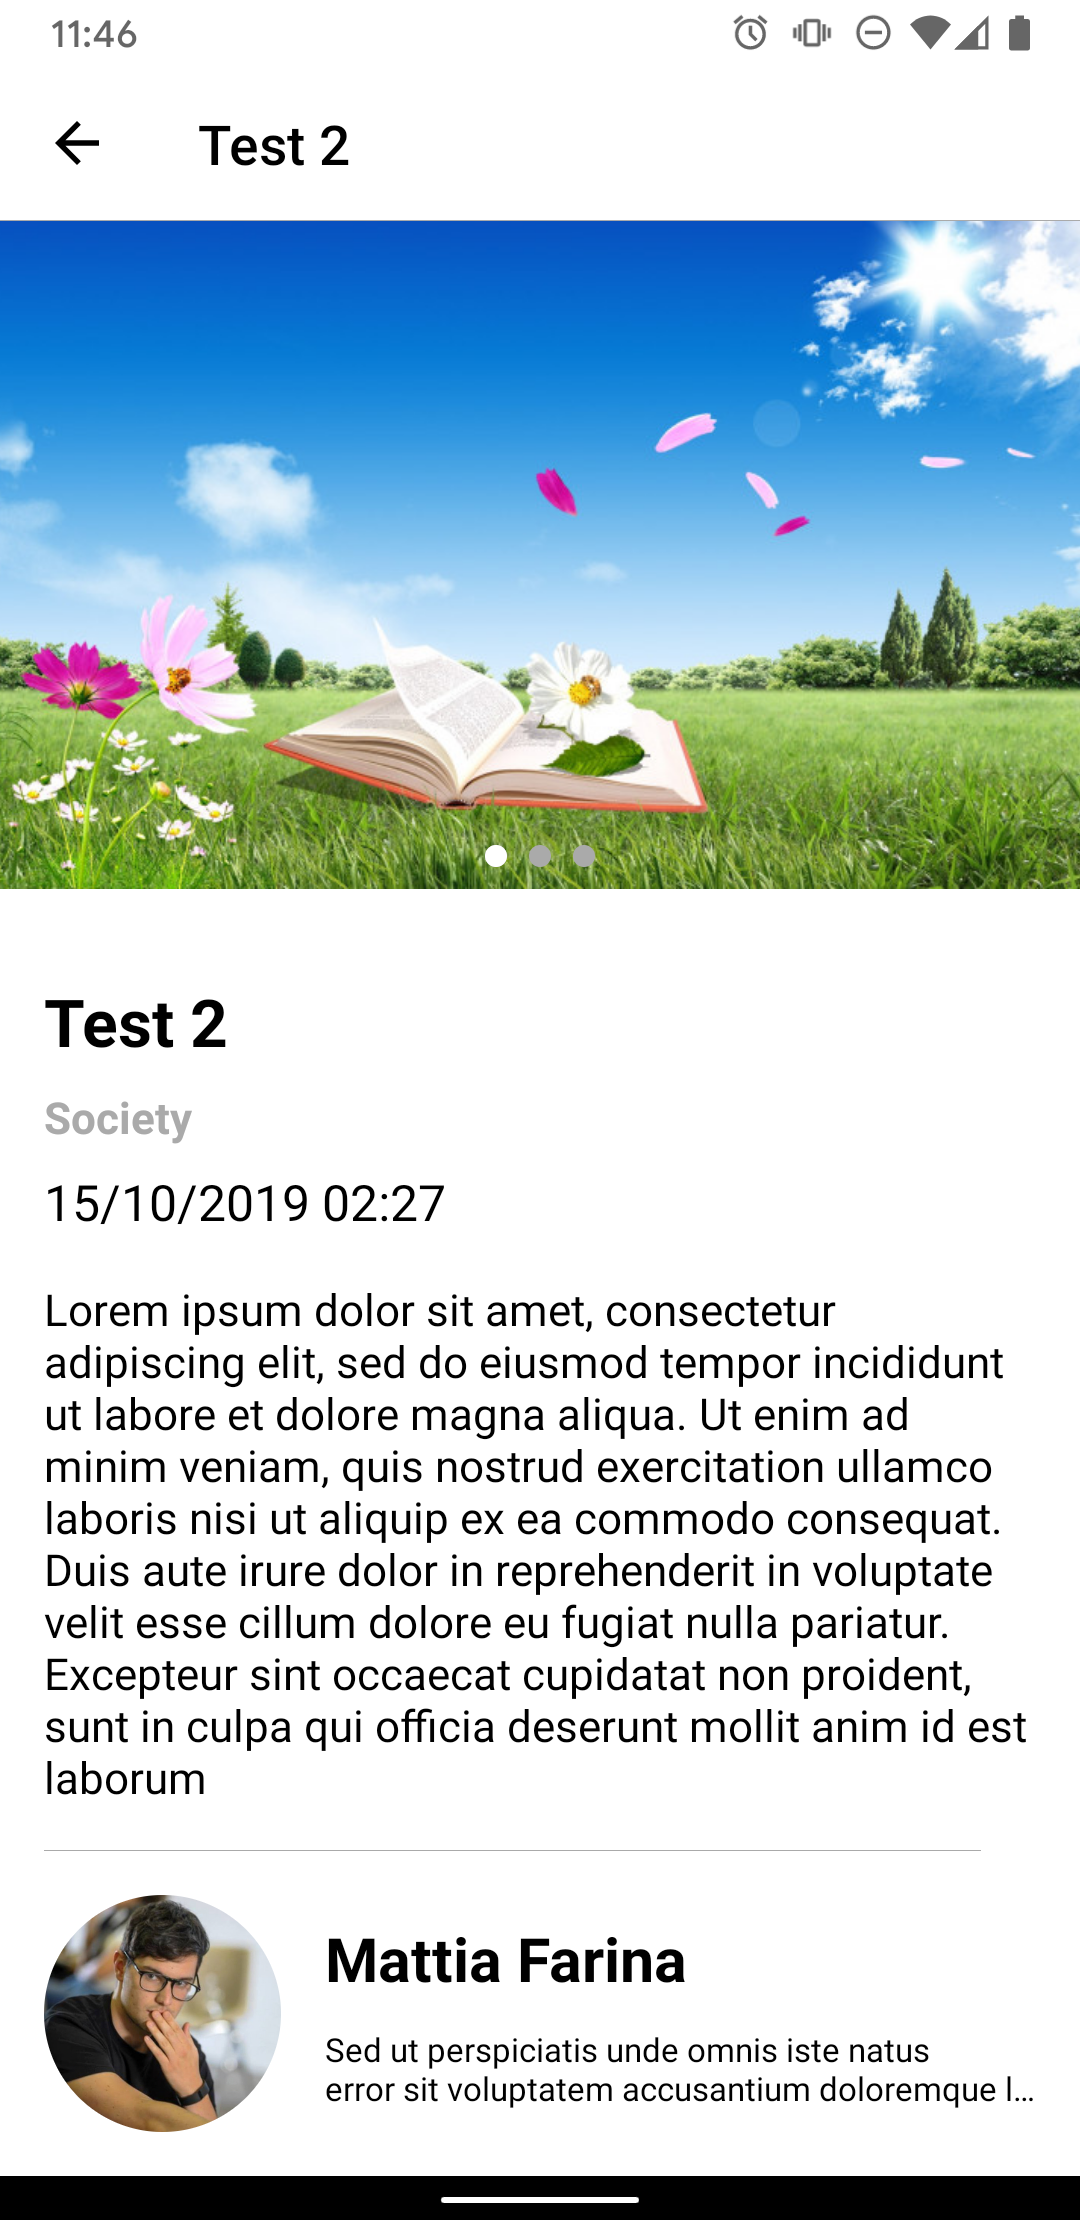 11:46
Test 2
Test 2
Society
15/10/2019 02:27
Lorem ipsum dolor sit amet, consectetur
adipiscing elit, sed do eiusmod tempor incididunt
ut labore et dolore magna aliqua. Ut enim ad
minim veniam, quis nostrud exercitation ullamco
laboris nisi ut aliquip ex ea commodo consequat.
Duis aute irure dolor in reprehenderit in voluptate
velit esse cillum dolore eu fugiat nulla pariatur.
Excepteur sint occaecat cupidatat non proident,
sunt in culpa qui officia deserunt mollit anim id est
laborum
Mattia Farina
Sed ut perspiciatis unde omnis iste natus
error sit voluptatem accusantium doloremque l...